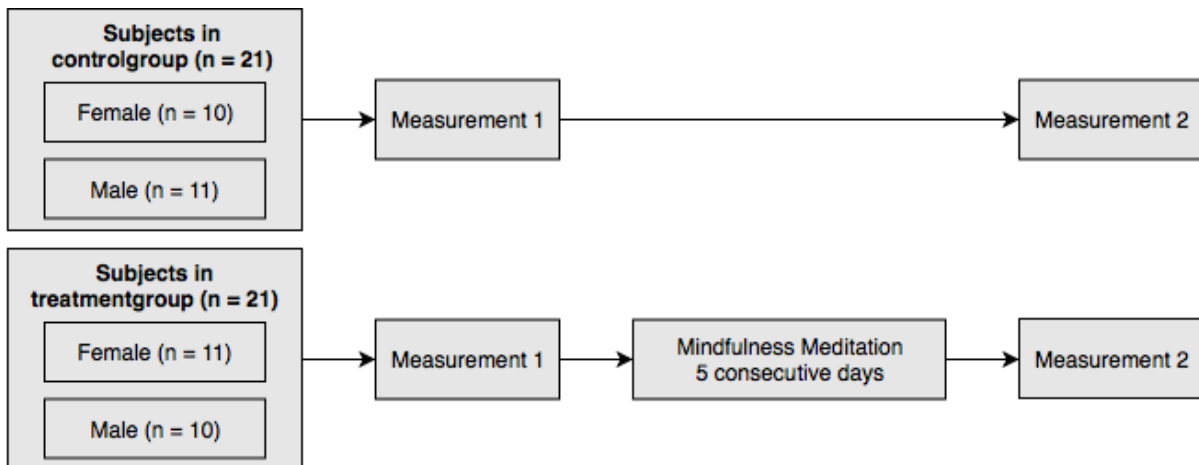 Subjects in
controlgroup (n = 21)
Female (n = 10)
Male (n = 11)
Measurement 1
Measurement 2
Subjects in
treatmentgroup (n = 21)
Female (n = 11)
Male (n = 10)
Measurement 1
Mindfulness Meditation
5 consecutive days
Measurement 2